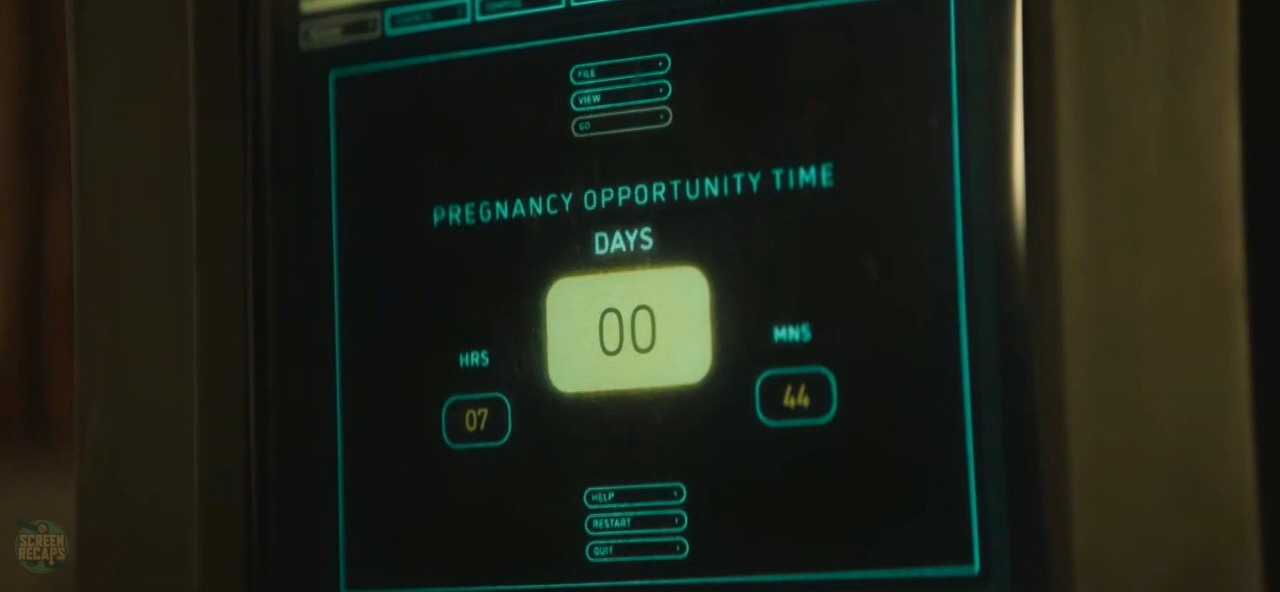 FILE
VIEW
GO
PREGNANCY OPPORTUNITY TIME
DAYS
00
HRS
MNS
07
44
HELP
RESTART
QUIT
SCREEN
RECAPS